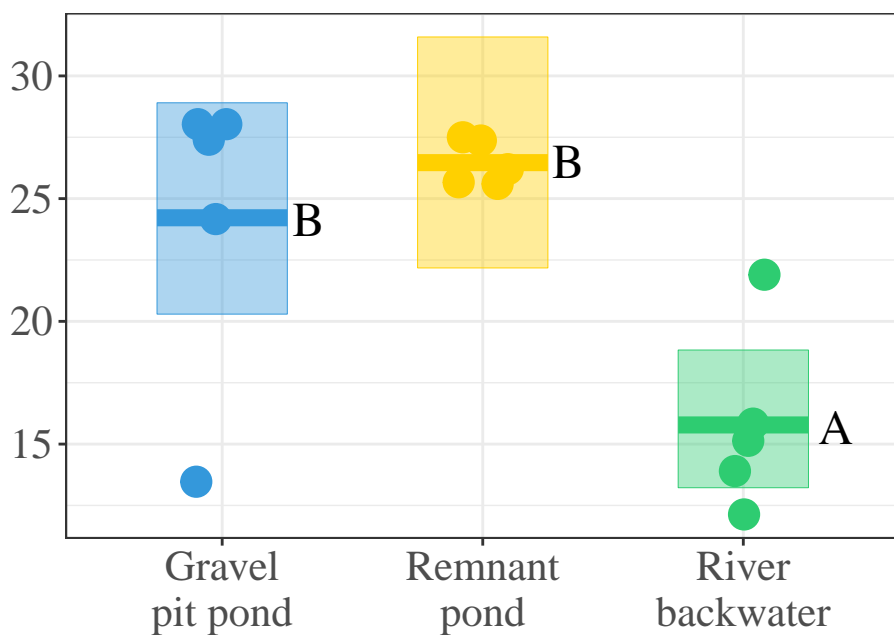 30
25
20
15
B
B
A
Gravel
pit pond
Remnant
pond
River
backwater